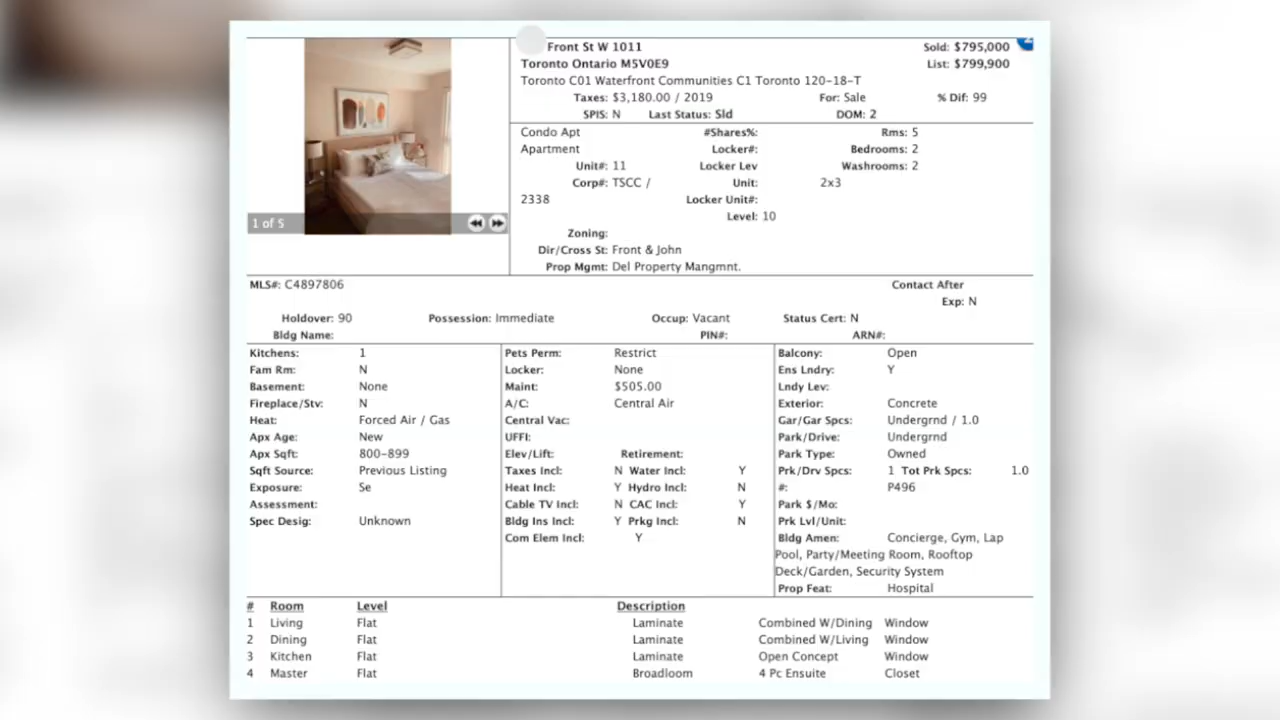 Front St W 1011 Sold: $795,000
Toronto Ontario M5V0E9 List: $799,900
Toronto C01 Waterfront Communities C1 Toronto 120-18-T
Taxes: $3,180.00 / 2019 For: Sale % Dif: 99
SPIS: N Last Status: Sld DOM: 2
Condo Apt #Shares%: Rms: 5
Apartment Locker#: Bedrooms: 2
Unit#: 11 Locker Lev Washrooms: 2
Corp#: TSCC / Unit: 2x3
2338 Locker Unit#:
Level: 10
1 of 5
Zoning:
Dir/Cross St: Front & John
Prop Mgmt: Del Property Mangmnt.
MLS#: C4897806 Contact After
Exp: N
Holdover: 90 Possession: Immediate Occup: Vacant Status Cert: N
Bldg Name: PIN#: ARN#:
Kitchens: 1 Pets Perm: Restrict Balcony: Open
Fam Rm: N Locker: None Ens Lndry: Y
Basement: None Maint: $505.00 Lndy Lev:
Fireplace/Stv: N A/C: Central Air Exterior: Concrete
Heat: Forced Air / Gas Central Vac: Gar/Gar Spcs: Undergrnd / 1.0
Apx Age: New UFFI: Park/Drive: Undergrnd
Apx Sqft: 800-899 Elev/Lift: Retirement: Park Type: Owned
Sqft Source: Previous Listing Taxes Incl: N Water Incl: Y Prk/Drv Spcs: 1 Tot Prk Spcs: 1.0
Exposure: Se Heat Incl: Y Hydro Incl: N #: P496
Assessment: Cable TV Incl: N CAC Incl: Y Park $/Mo:
Spec Desig: Unknown Bldg Ins Incl: Y Prkg Incl: N Prk Lvl/Unit:
Com Elem Incl: Y Bldg Amen: Concierge, Gym, Lap
Pool, Party/Meeting Room, Rooftop
Deck/Garden, Security System
Prop Feat: Hospital
# Room Level Description
1 Living Flat Laminate Combined W/Dining Window
2 Dining Flat Laminate Combined W/Living Window
3 Kitchen Flat Laminate Open Concept Window
4 Master Flat Broadloom 4 Pc Ensuite Closet